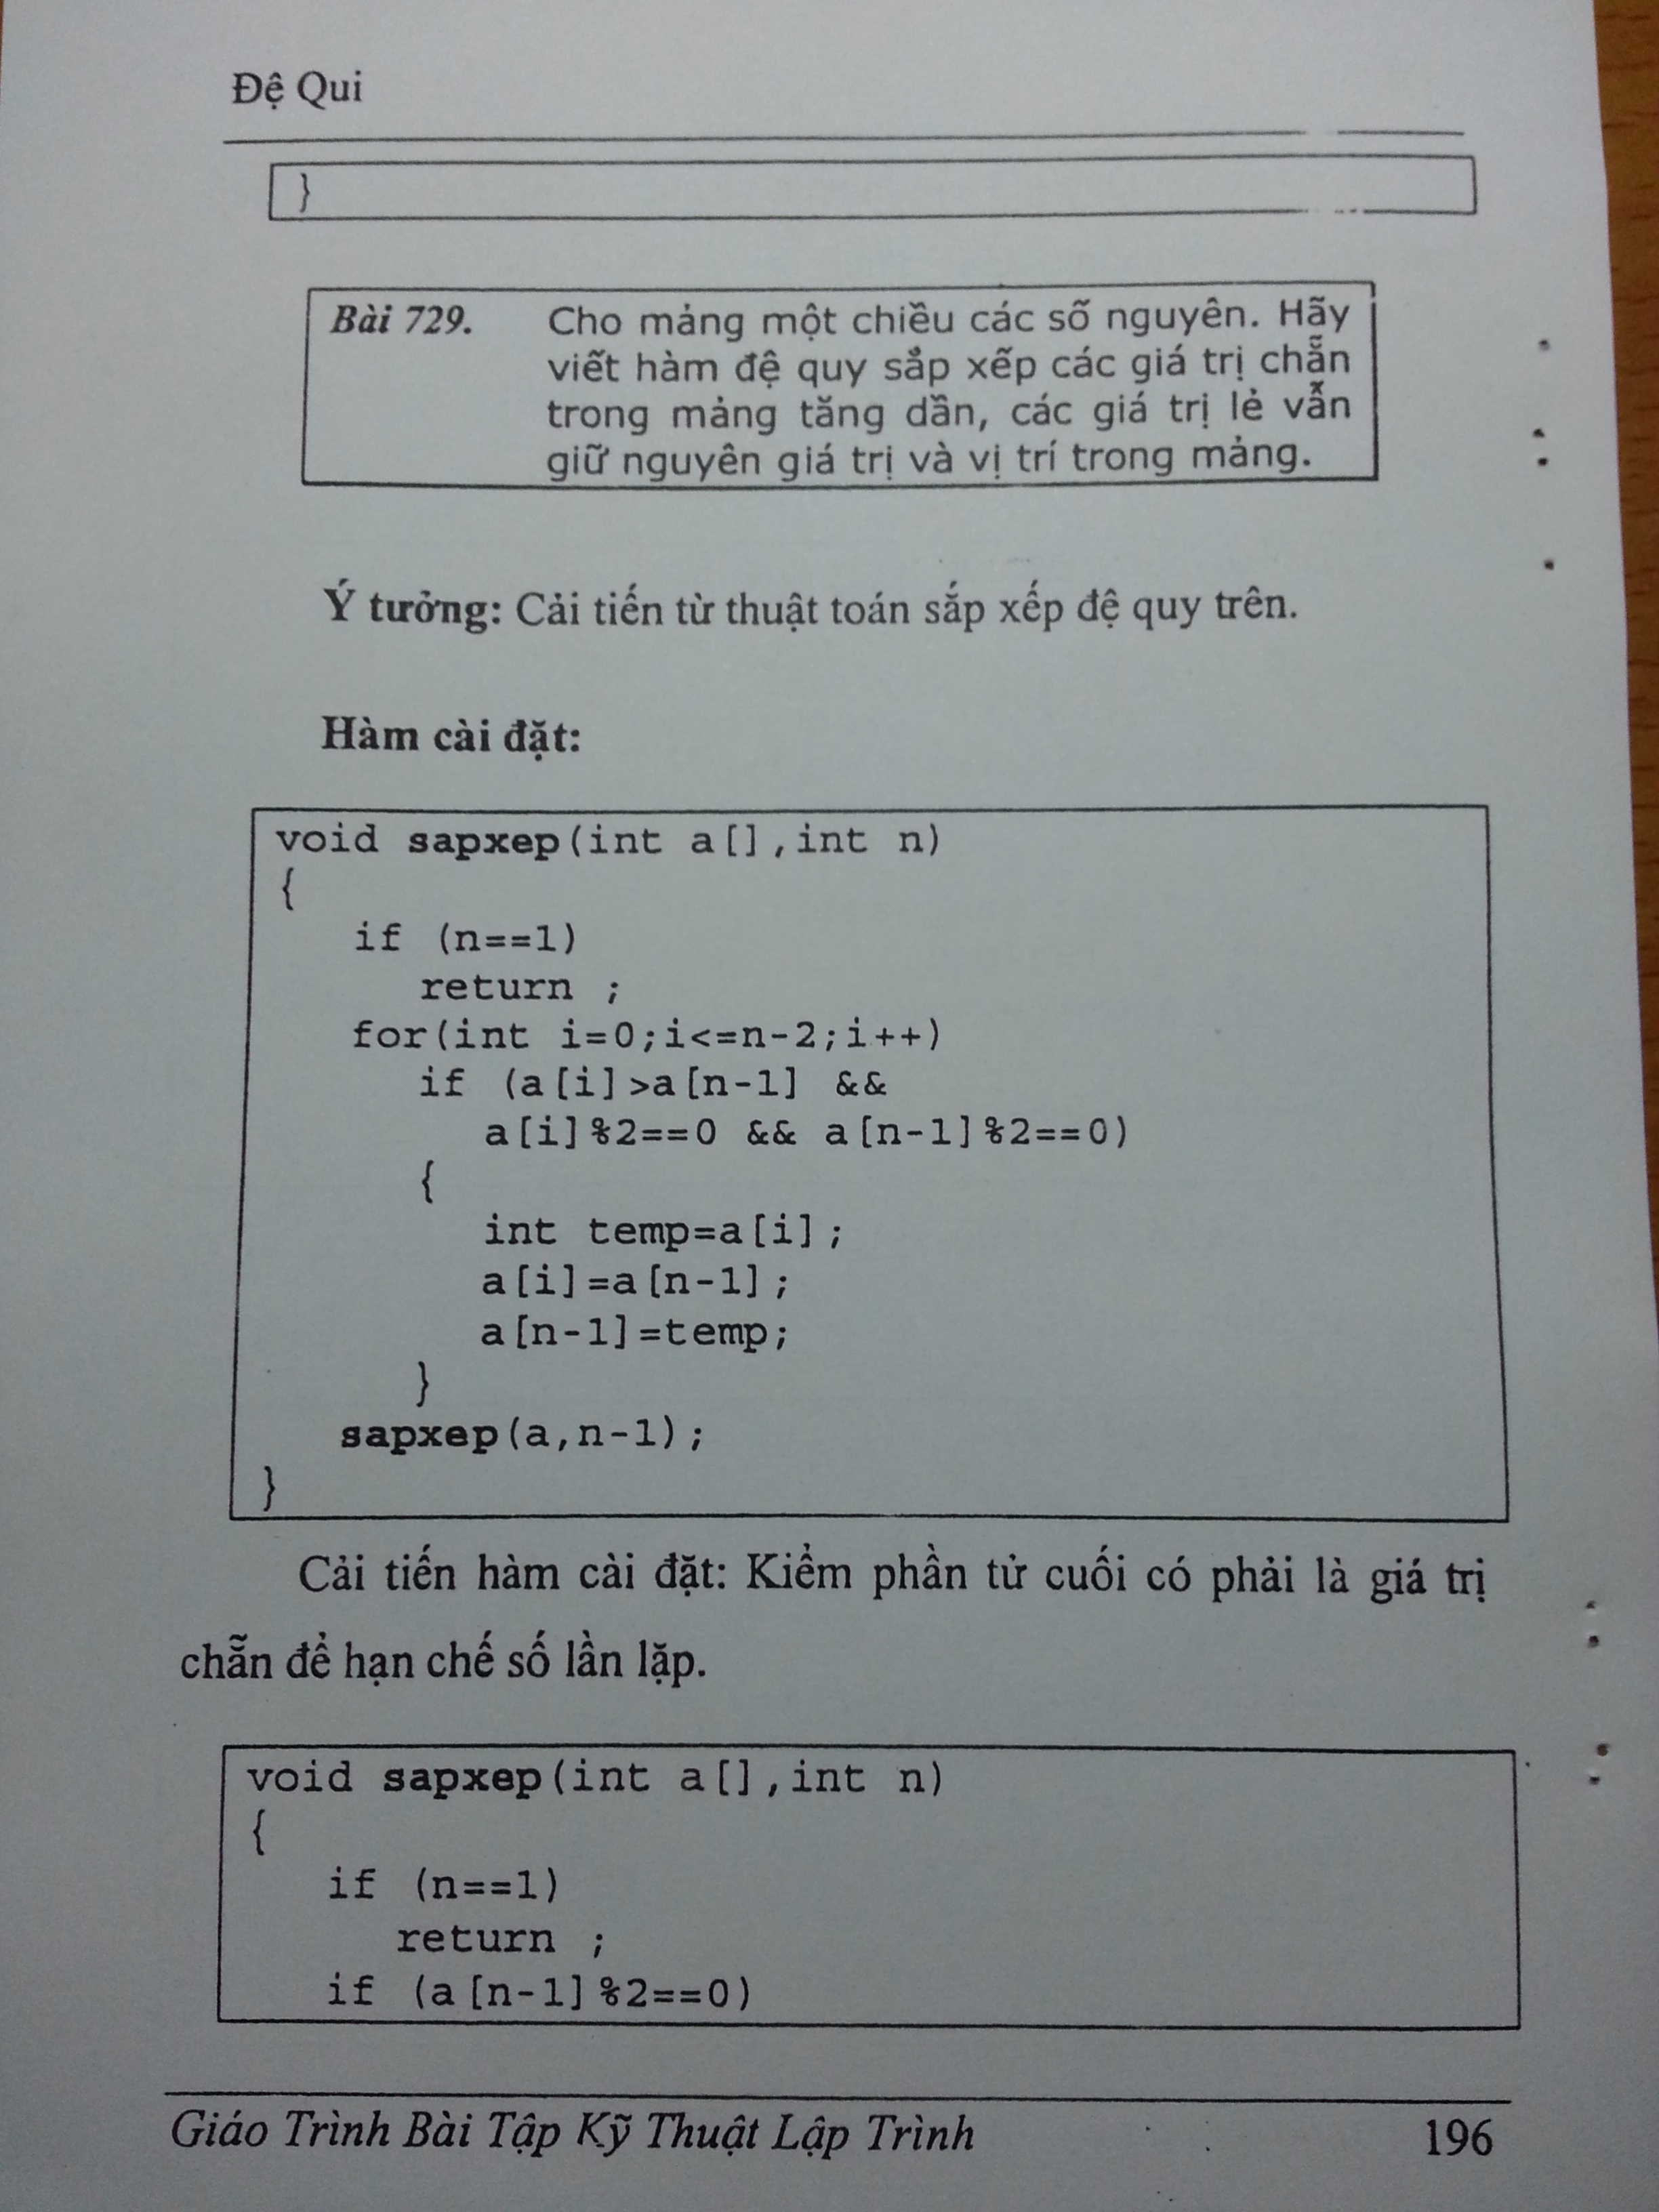 Đệ Qui
}
Bài 729. Cho mảng một chiều các số nguyên. Hãy
viết hàm đệ quy sắp xếp các giá trị chẵn
trong mảng tăng dần, các giá trị lẻ vẫn
giữ nguyên giá trị và vị trí trong mảng.
Ý tưởng: Cải tiến từ thuật toán sắp xếp đệ quy trên.
Hàm cài đặt:
void sapxep(int a[],int n)
{
if (n==1)
return ;
for(int i=0;i<=n-2;i++)
if (a[i]>a[n-1] &&
a[i]%2==0 && a[n-1]%2==0)
{
int temp=a[i];
a[i]=a[n-1];
a[n-1]=temp;
}
sapxep(a,n-1);
}
Cải tiến hàm cài đặt: Kiểm phần tử cuối có phải là giá trị
chẵn để hạn chế số lần lặp.
void sapxep(int a[],int n)
{
if (n==1)
return ;
if (a[n-1]%2==0)
Giáo Trình Bài Tập Kỹ Thuật Lập Trình 196